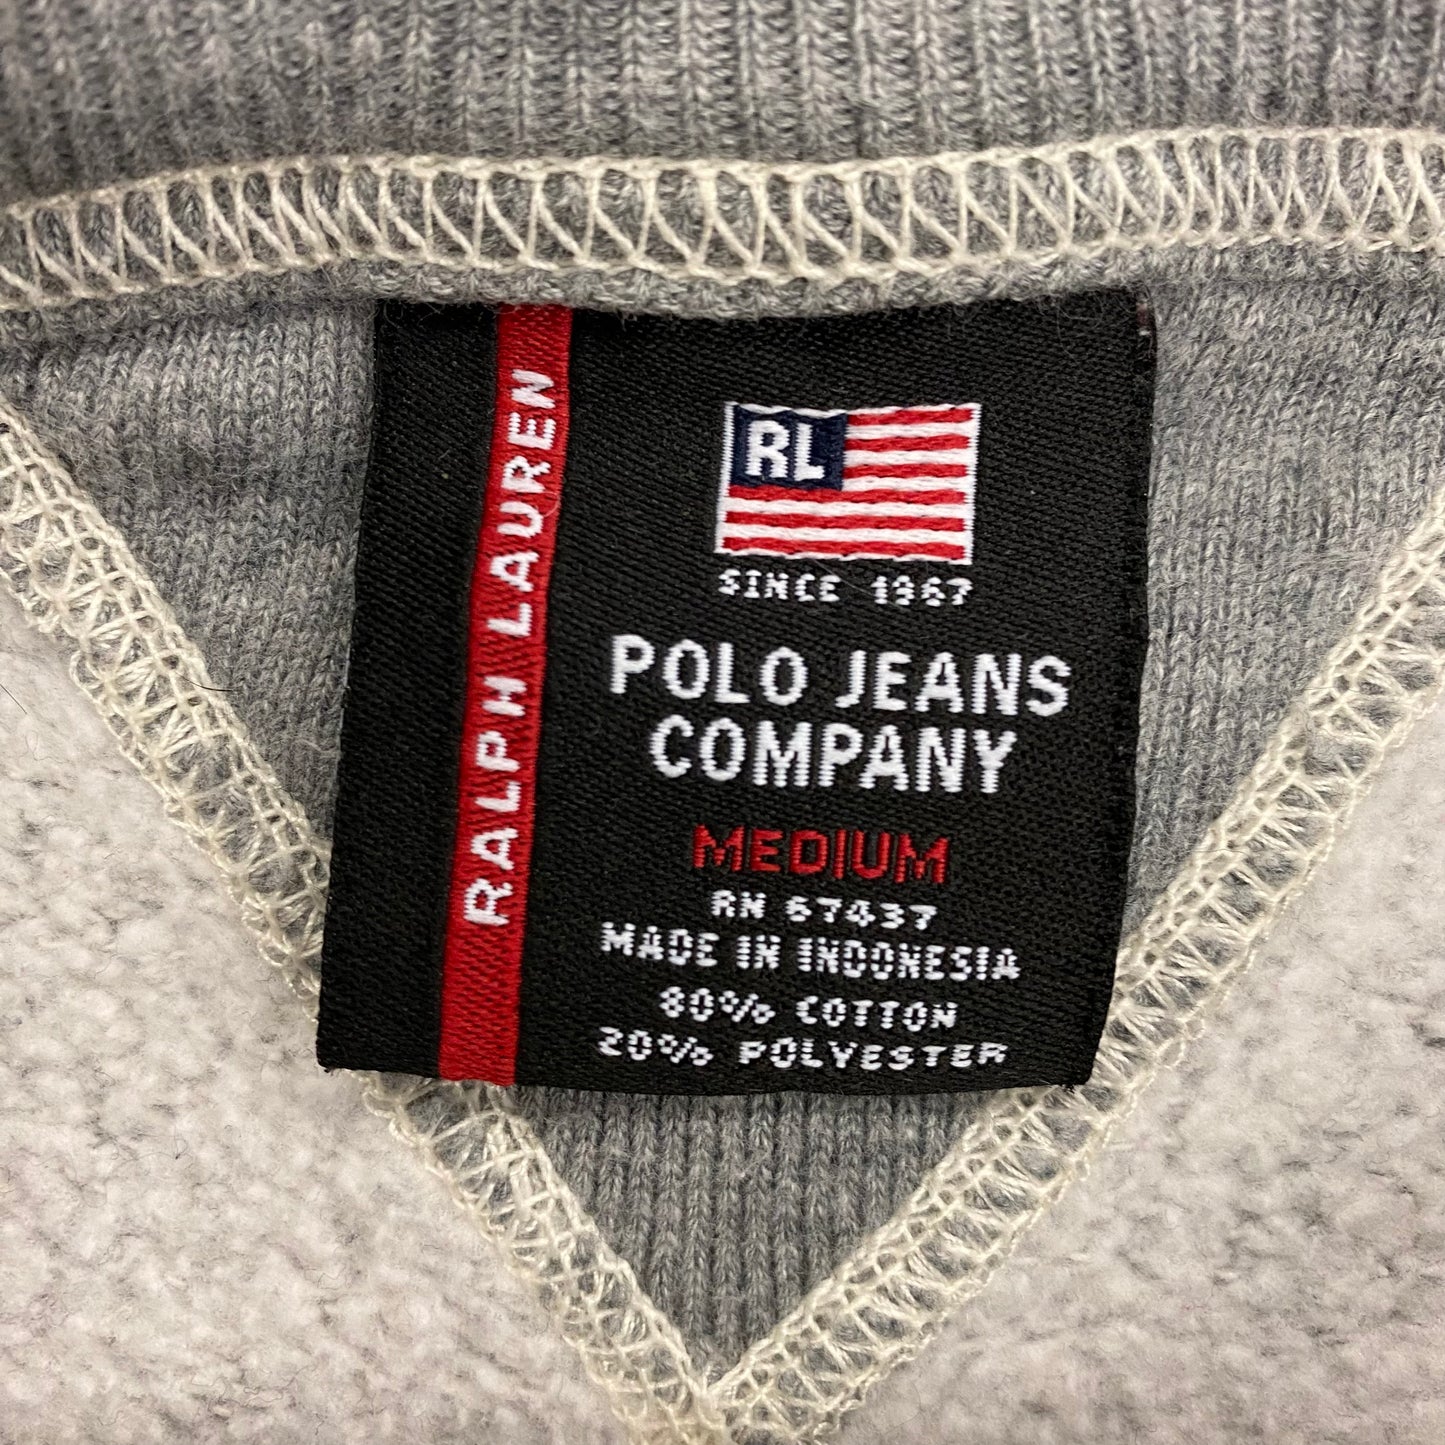 RALPH LAUREN
RL
SINCE 1967
POLO JEANS
COMPANY
MEDIUM
RN 67437
MADE IN INDONESIA
80% COTTON
20% POLYESTER